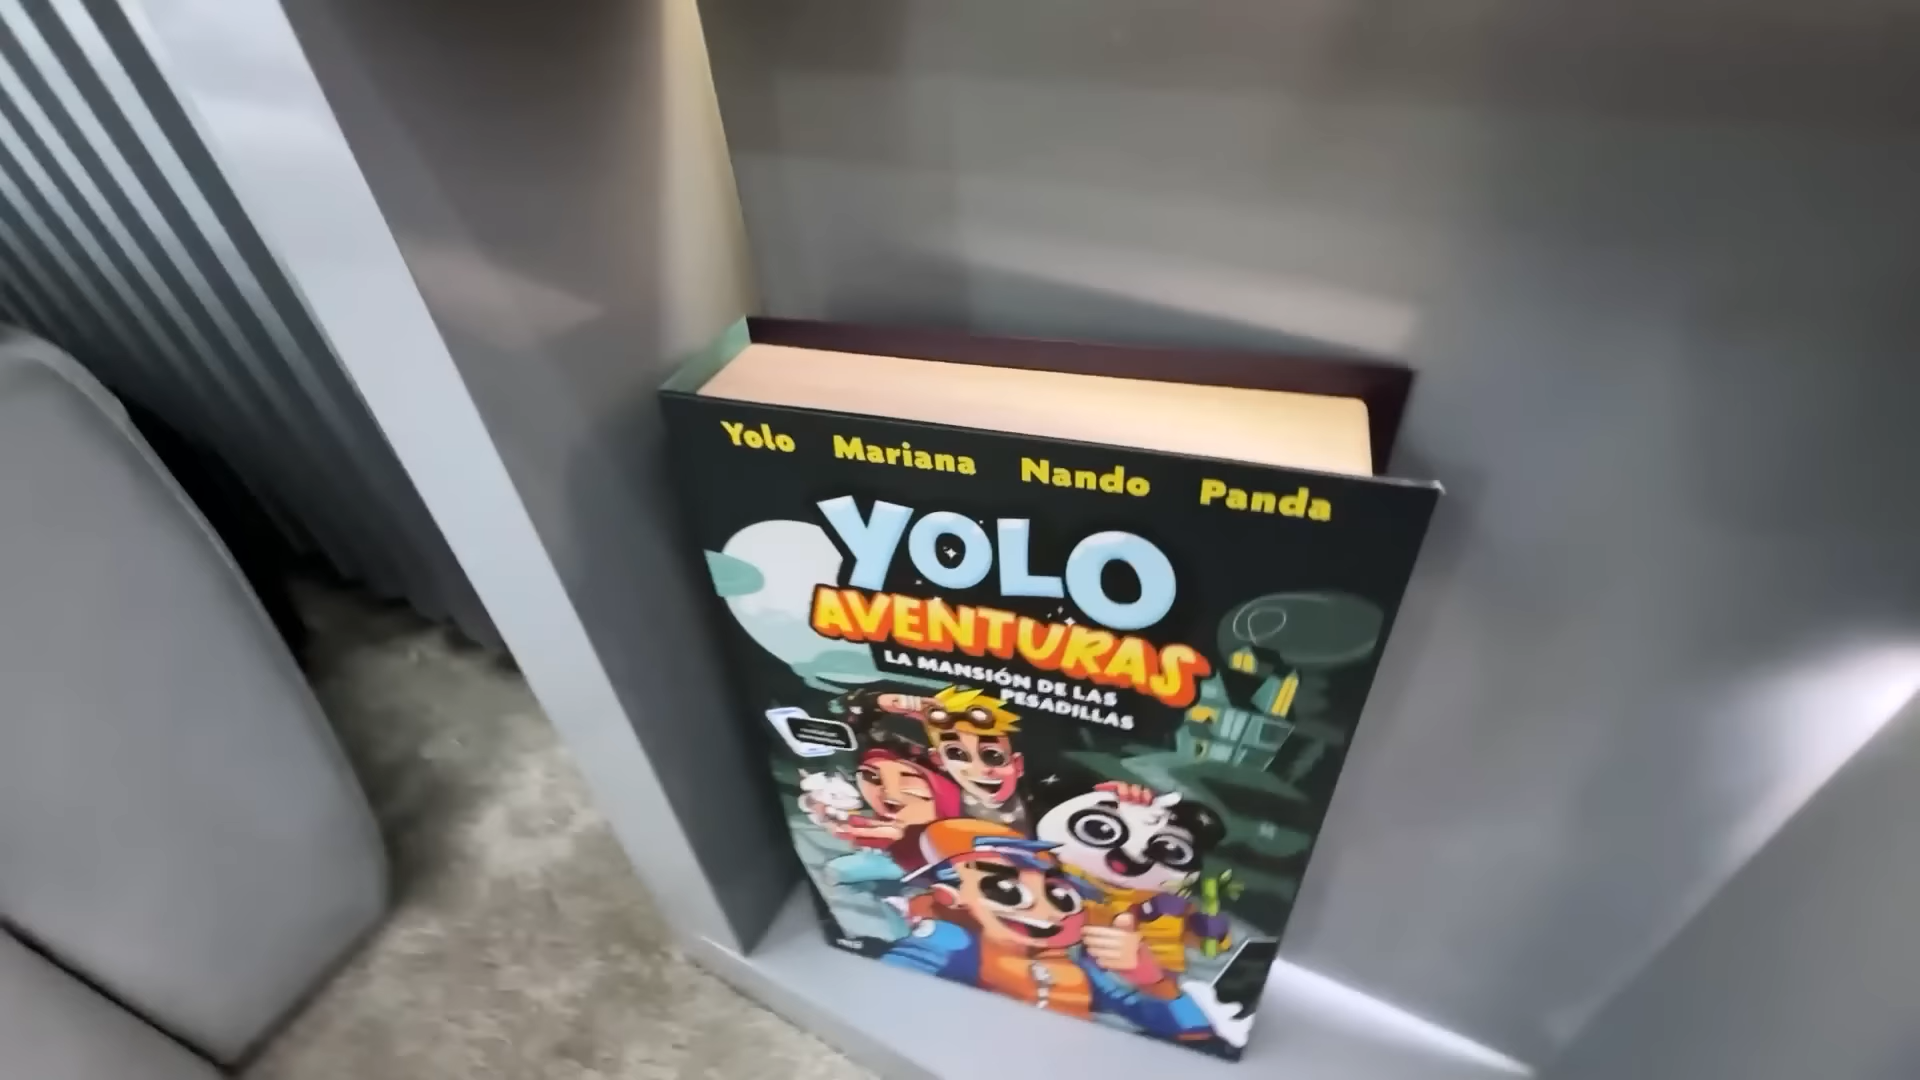 Yolo Mariana Nando Panda
YOLO
AVENTURAS
LA MANSIÓN DE LAS
PESADILLAS